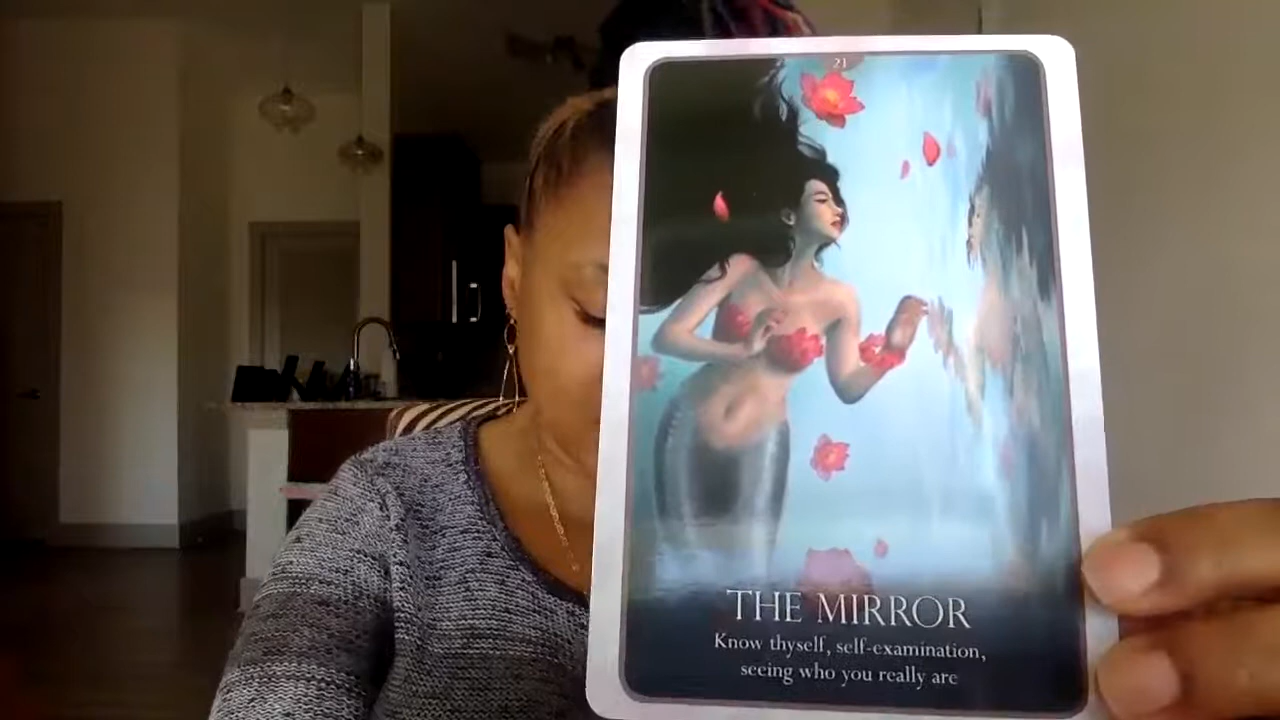 21
THE MIRROR
Know thyself, self-examination,
seeing who you really are